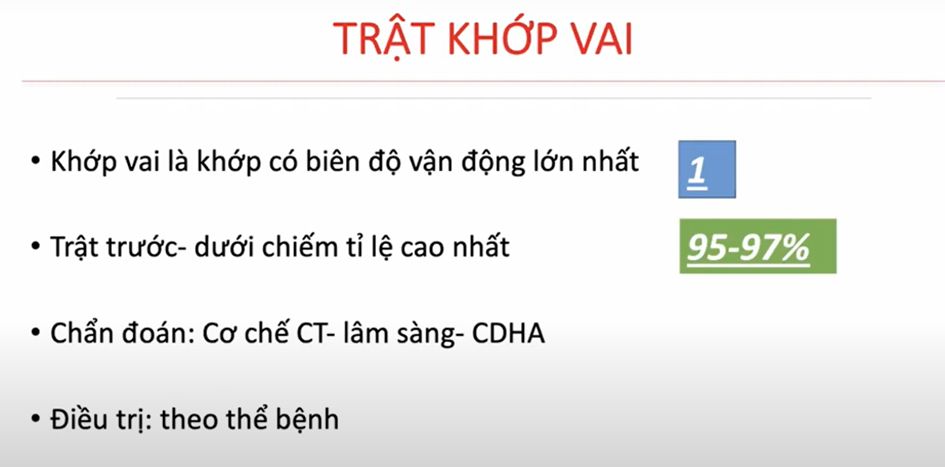 TRẬT KHỚP VAI
• Khớp vai là khớp có biên độ vận động lớn nhất 1
• Trật trước- dưới chiếm tỉ lệ cao nhất 95-97%
• Chẩn đoán: Cơ chế CT- lâm sàng- CDHA
• Điều trị: theo thể bệnh